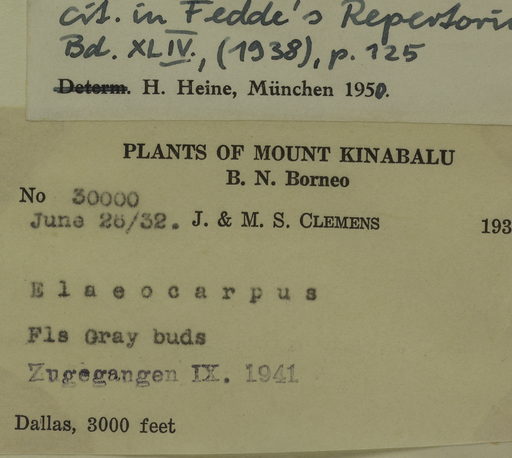 cit. in Fedde's Repertori
Bd. XLIV., (1938), p. 125
Determ. H. Heine, München 1950.
PLANTS OF MOUNT KINABALU
B. N. Borneo
No 30000
June 26/32. J. & M. S. CLEMENS 193
Elaeocarpus
Fls Gray buds
Zugegangen IX. 1941
Dallas, 3000 feet